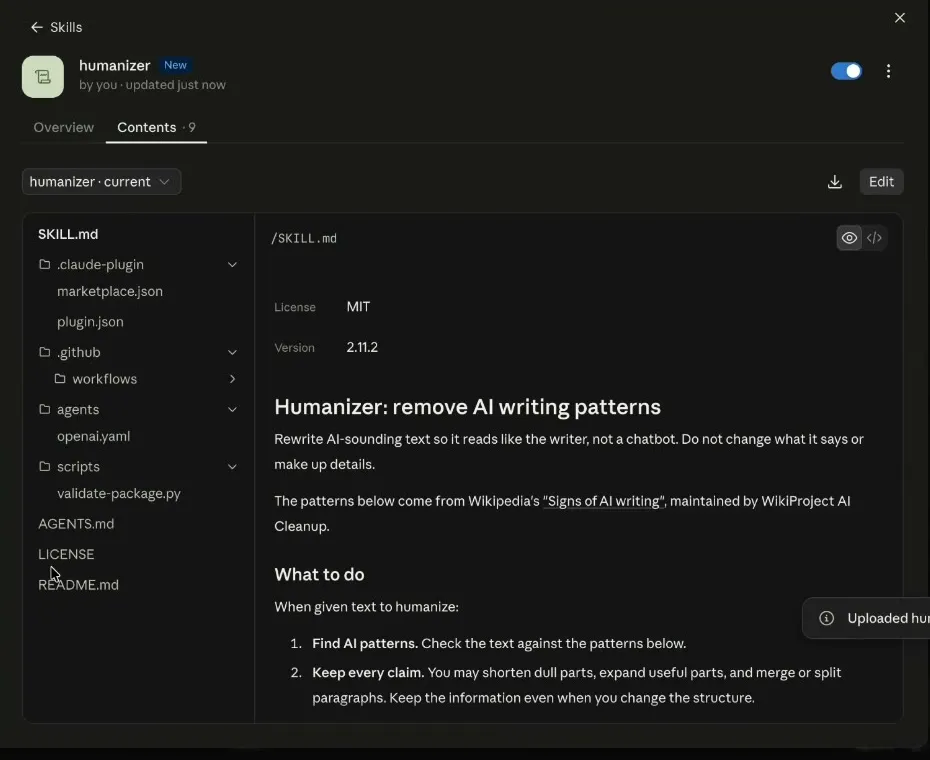 Skills
humanizer New
by you · updated just now
Overview
Contents · 9
humanizer · current
Edit
SKILL.md
.claude-plugin
marketplace.json
plugin.json
.github
workflows
agents
openai.yaml
scripts
validate-package.py
AGENTS.md
LICENSE
README.md
/SKILL.md
License MIT
Version 2.11.2
Humanizer: remove AI writing patterns
Rewrite AI-sounding text so it reads like the writer, not a chatbot. Do not change what it says or
make up details.
The patterns below come from Wikipedia's "Signs of AI writing", maintained by WikiProject AI
Cleanup.
What to do
When given text to humanize:
1. Find AI patterns. Check the text against the patterns below.
2. Keep every claim. You may shorten dull parts, expand useful parts, and merge or split
paragraphs. Keep the information even when you change the structure.
Uploaded